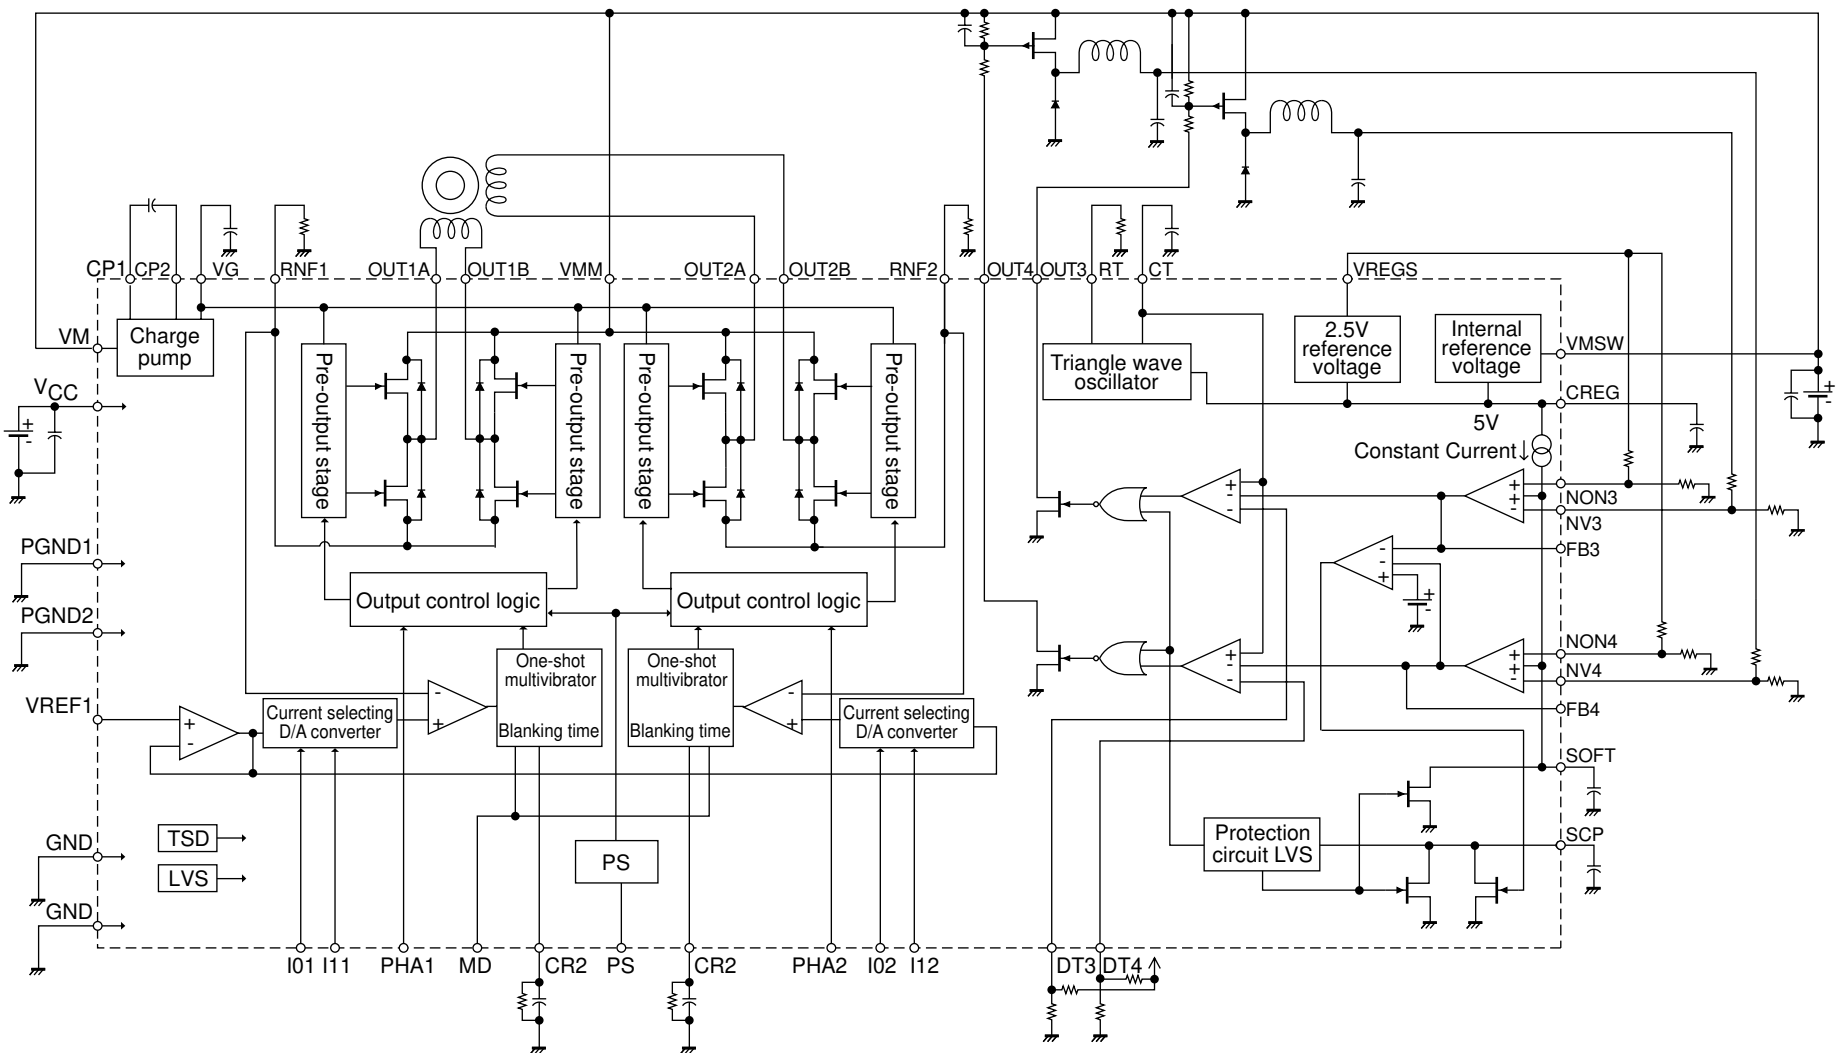 CP1 CP2 VG RNF1 OUT1A OUT1B VMM OUT2A OUT2B RNF2 OUT4 OUT3 RT CT VREGS
VM
Charge
pump
VCC
+
-
PGND1
PGND2
VREF1
GND
GND
Pre-output stage
Pre-output stage
Pre-output stage
Pre-output stage
Triangle wave
oscillator
2.5V
reference
voltage
Internal
reference
voltage
VMSW
+
-
CREG
5V
Constant Current
+
-
-
+
+
-
NON3
NV3
FB3
-
-
+
+
-
Output control logic
Output control logic
+
-
-
+
+
-
NON4
NV4
FB4
One-shot
multivibrator
Blanking time
One-shot
multivibrator
Blanking time
+
-
Current selecting
D/A converter
-
+
-
+
Current selecting
D/A converter
SOFT
SCP
Protection
circuit LVS
TSD
LVS
PS
I01 I11 PHA1 MD CR2 PS CR2 PHA2 I02 I12 DT3 DT4